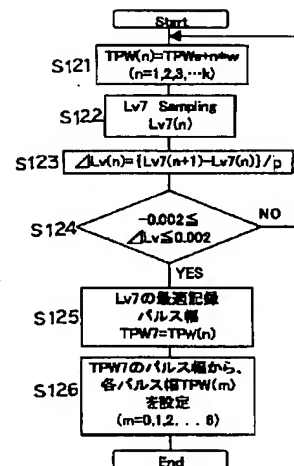 Start
S121
TPW(n)=TPWs+n*w
(n=1,2,3,…k)
S122
Lv7 Sampling
Lv7(n)
S123
⊿Lv(n)={Lv7(n+1)-Lv7(n)}/p
S124
-0.002≦
⊿Lv≦0.002
NO
YES
S125
Lv7の最適記録
パルス幅
TPW7=TPW(n)
S126
TPW7のパルス幅から、
各パルス幅TPW(m)
を設定
(m=0,1,2...6)
End